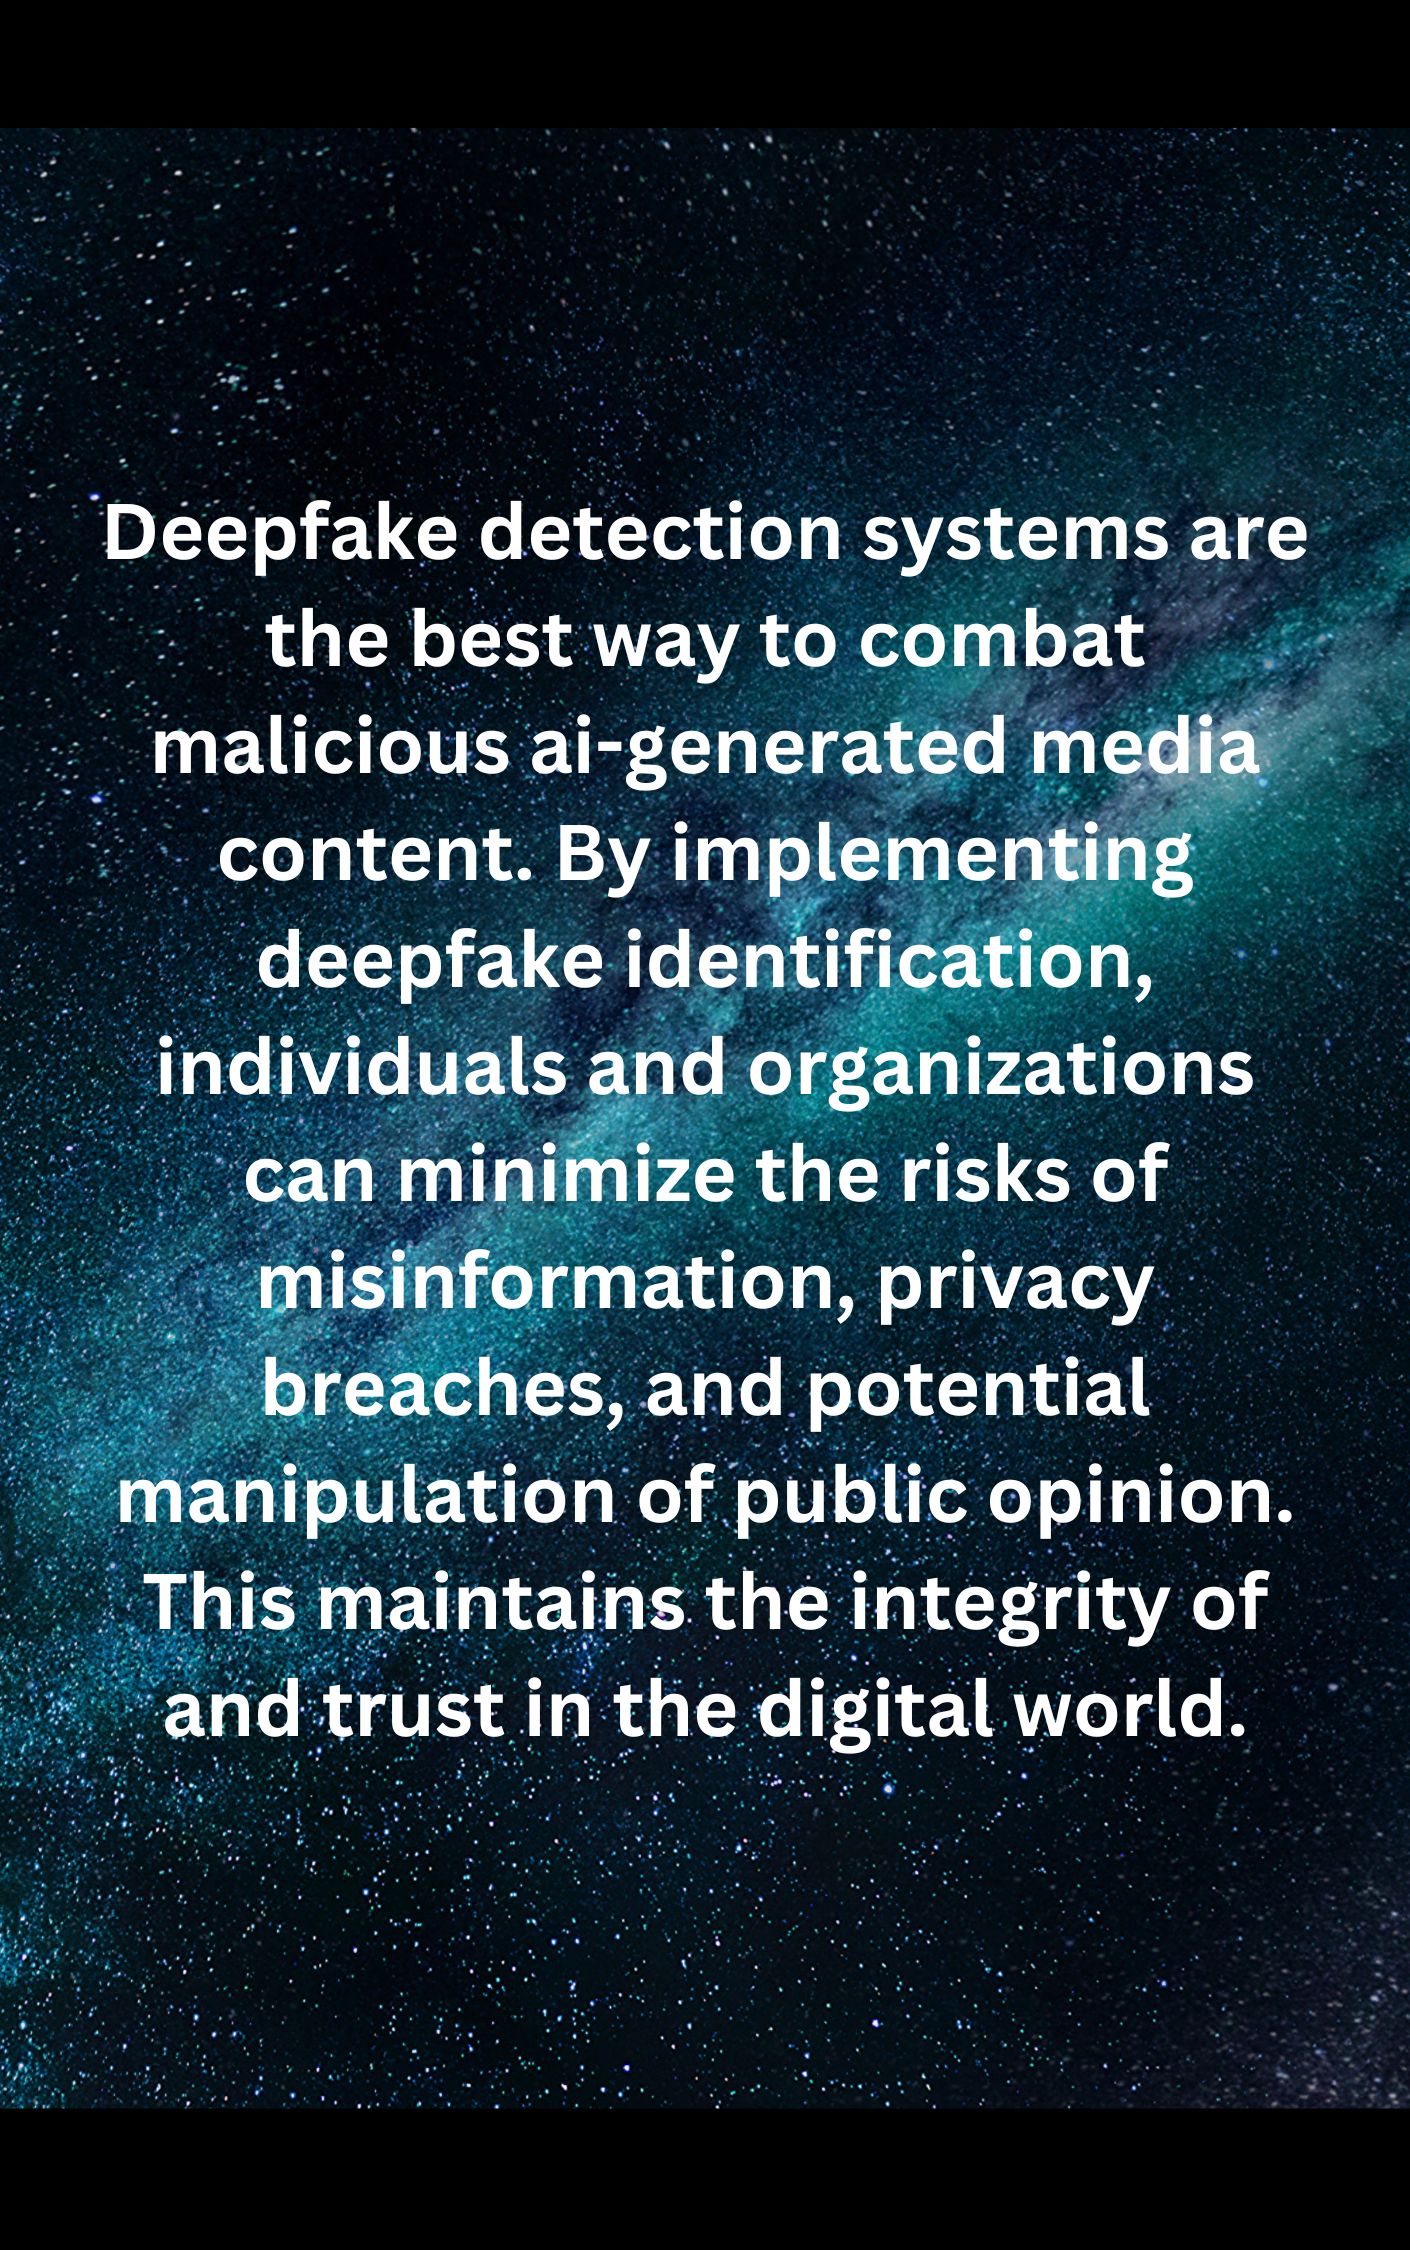 Deepfake detection systems are
the best way to combat
malicious ai-generated media
content. By implementing
deepfake identification,
individuals and organizations
can minimize the risks of
misinformation, privacy
breaches, and potential
manipulation of public opinion.
This maintains the integrity of
and trust in the digital world.